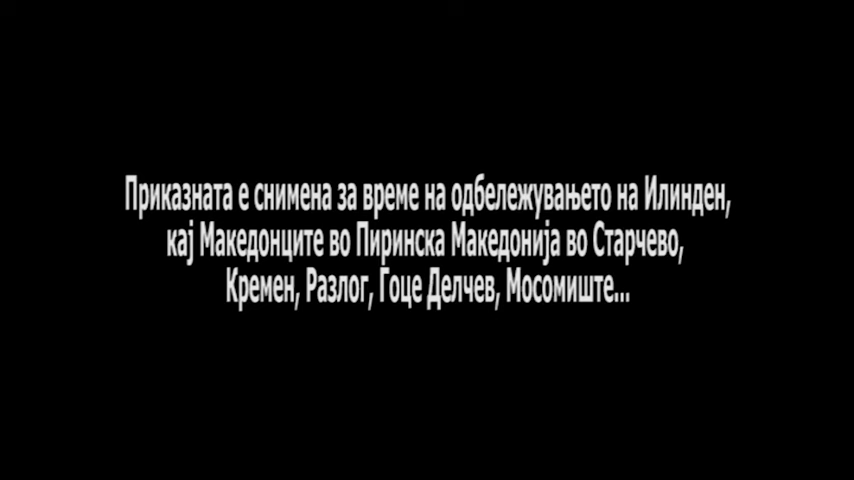 Приказната е снимена за време на одбележувањето на Илинден,
кај Македонците во Пиринска Македонија во Старчево,
Кремен, Разлог, Гоце Делчев, Мосомиште...